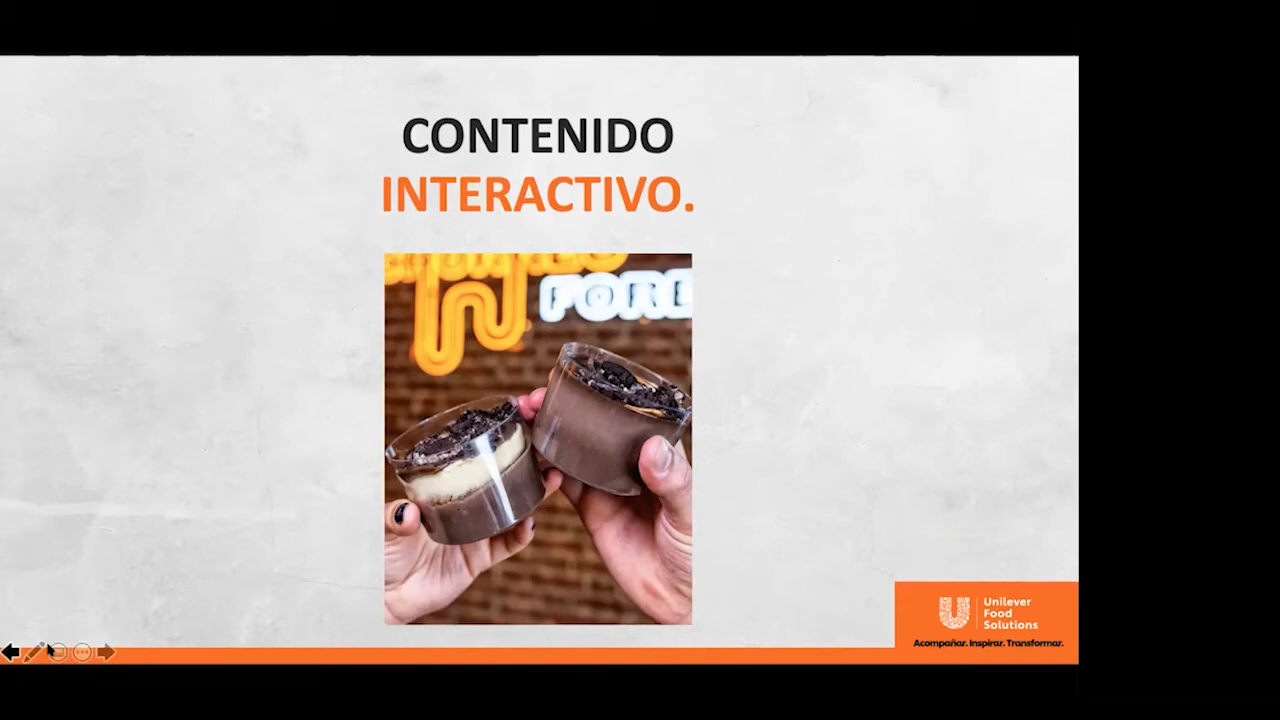 CONTENIDO
INTERACTIVO.
Unilever
Food
Solutions
Acompañar. Inspirar. Transformar.